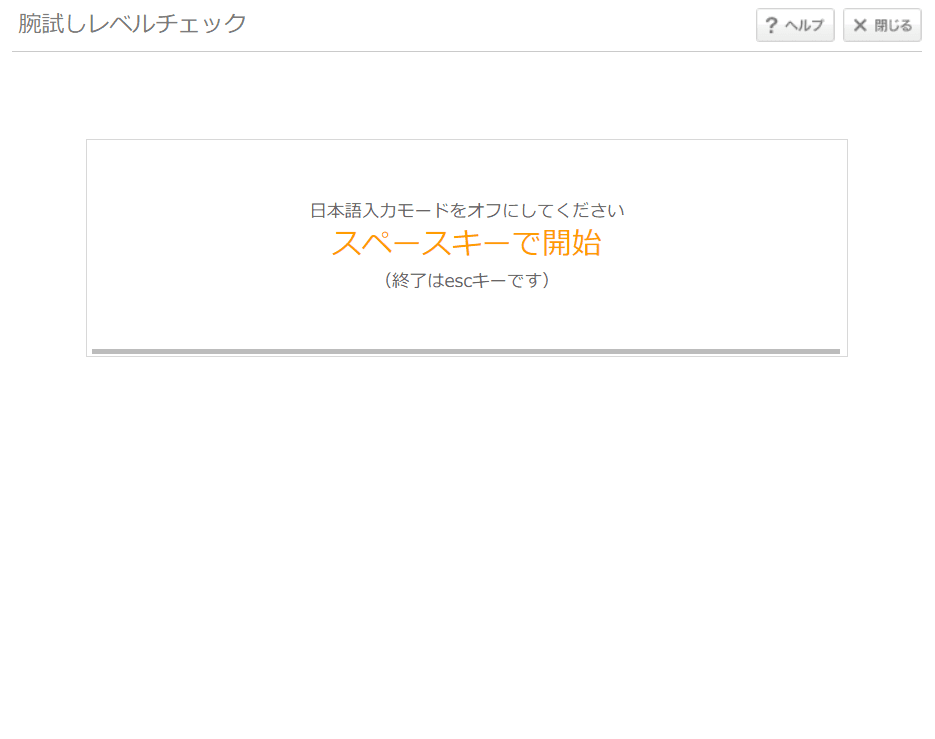 腕試しレベルチェック
? ヘルプ
× 閉じる
日本語入力モードをオフにしてください
スペースキーで開始
（終了はescキーです）